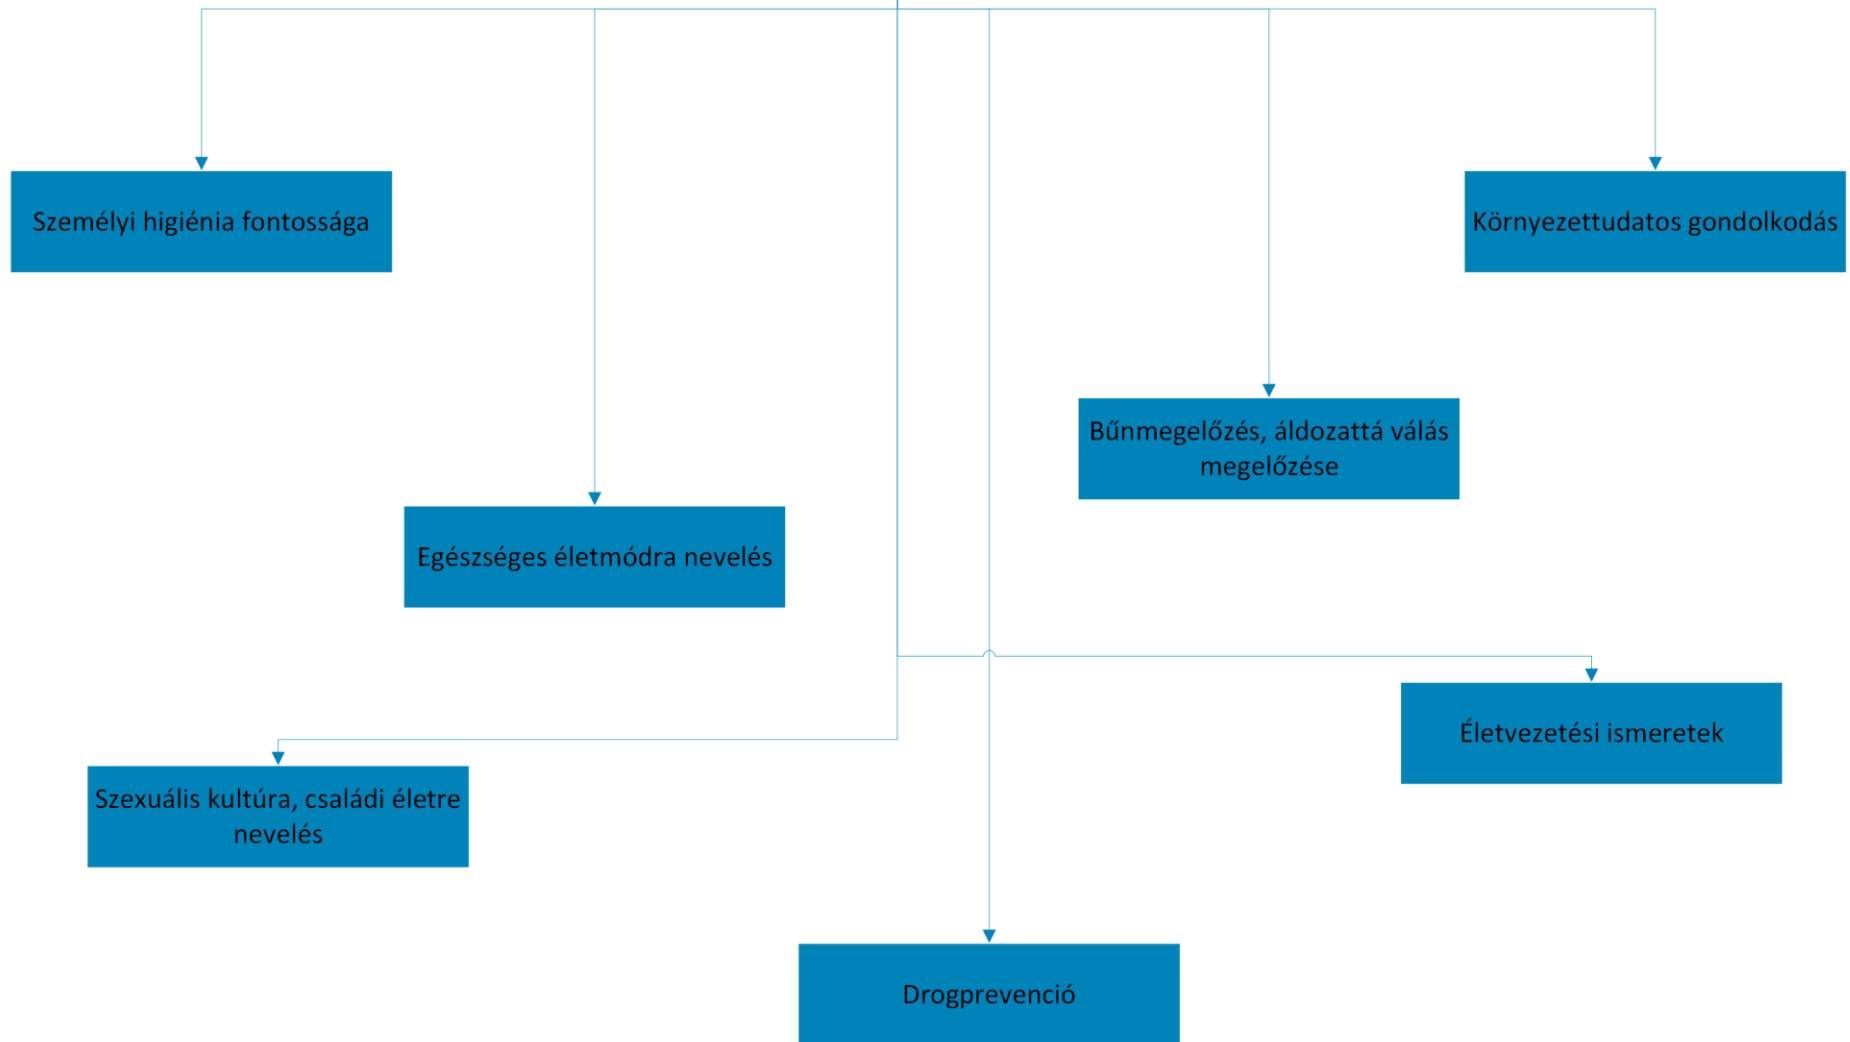 Személyi higiénia fontossága
Környezettudatos gondolkodás
Bűnmegelőzés, áldozattá válás
megelőzése
Egészséges életmódra nevelés
Életvezetési ismeretek
Szexuális kultúra, családi életre
nevelés
Drogprevenció